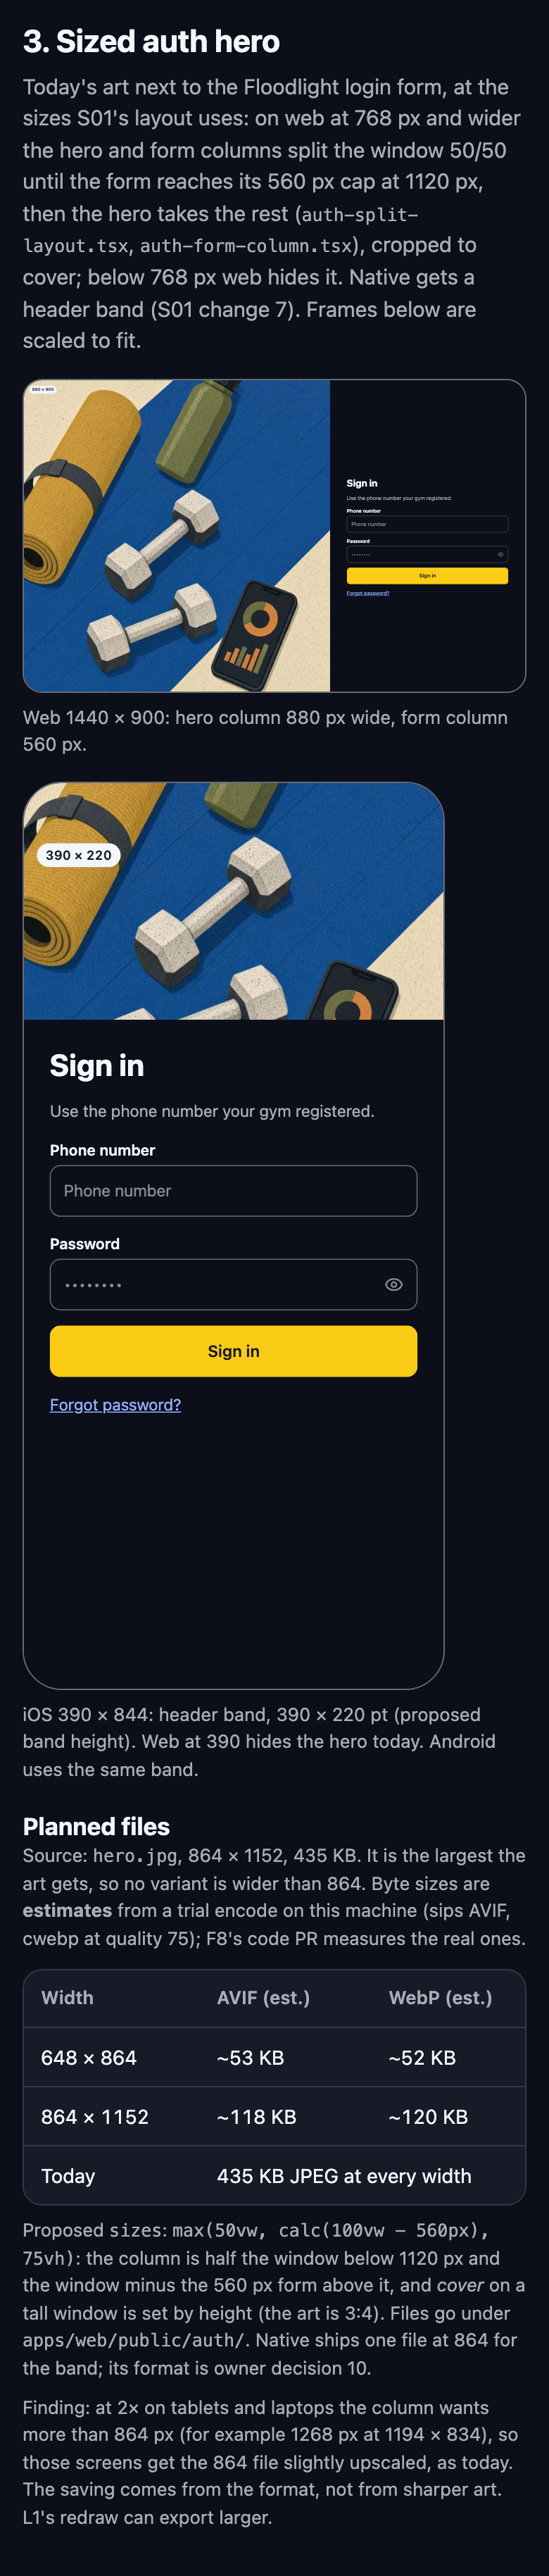 3. Sized auth hero
Today's art next to the Floodlight login form, at the
sizes S01's layout uses: on web at 768 px and wider
the hero and form columns split the window 50/50
until the form reaches its 560 px cap at 1120 px,
then the hero takes the rest (auth-split-
layout.tsx, auth-form-column.tsx), cropped to
cover; below 768 px web hides it. Native gets a
header band (S01 change 7). Frames below are
scaled to fit.
880 × 900
Sign in
Use the phone number your gym registered.
Phone number
Phone number
Password
••••••••
Sign in
Forgot password?
Web 1440 × 900: hero column 880 px wide, form column
560 px.
390 × 220
Sign in
Use the phone number your gym registered.
Phone number
Phone number
Password
••••••••
Sign in
Forgot password?
iOS 390 × 844: header band, 390 × 220 pt (proposed
band height). Web at 390 hides the hero today. Android
uses the same band.
Planned files
Source: hero.jpg, 864 × 1152, 435 KB. It is the largest the
art gets, so no variant is wider than 864. Byte sizes are
estimates from a trial encode on this machine (sips AVIF,
cwebp at quality 75); F8's code PR measures the real ones.
Width AVIF (est.) WebP (est.)
648 × 864 ~53 KB ~52 KB
864 × 1152 ~118 KB ~120 KB
Today 435 KB JPEG at every width
Proposed sizes: max(50vw, calc(100vw − 560px),
75vh): the column is half the window below 1120 px and
the window minus the 560 px form above it, and cover on a
tall window is set by height (the art is 3:4). Files go under
apps/web/public/auth/. Native ships one file at 864 for
the band; its format is owner decision 10.
Finding: at 2× on tablets and laptops the column wants
more than 864 px (for example 1268 px at 1194 × 834), so
those screens get the 864 file slightly upscaled, as today.
The saving comes from the format, not from sharper art.
L1's redraw can export larger.